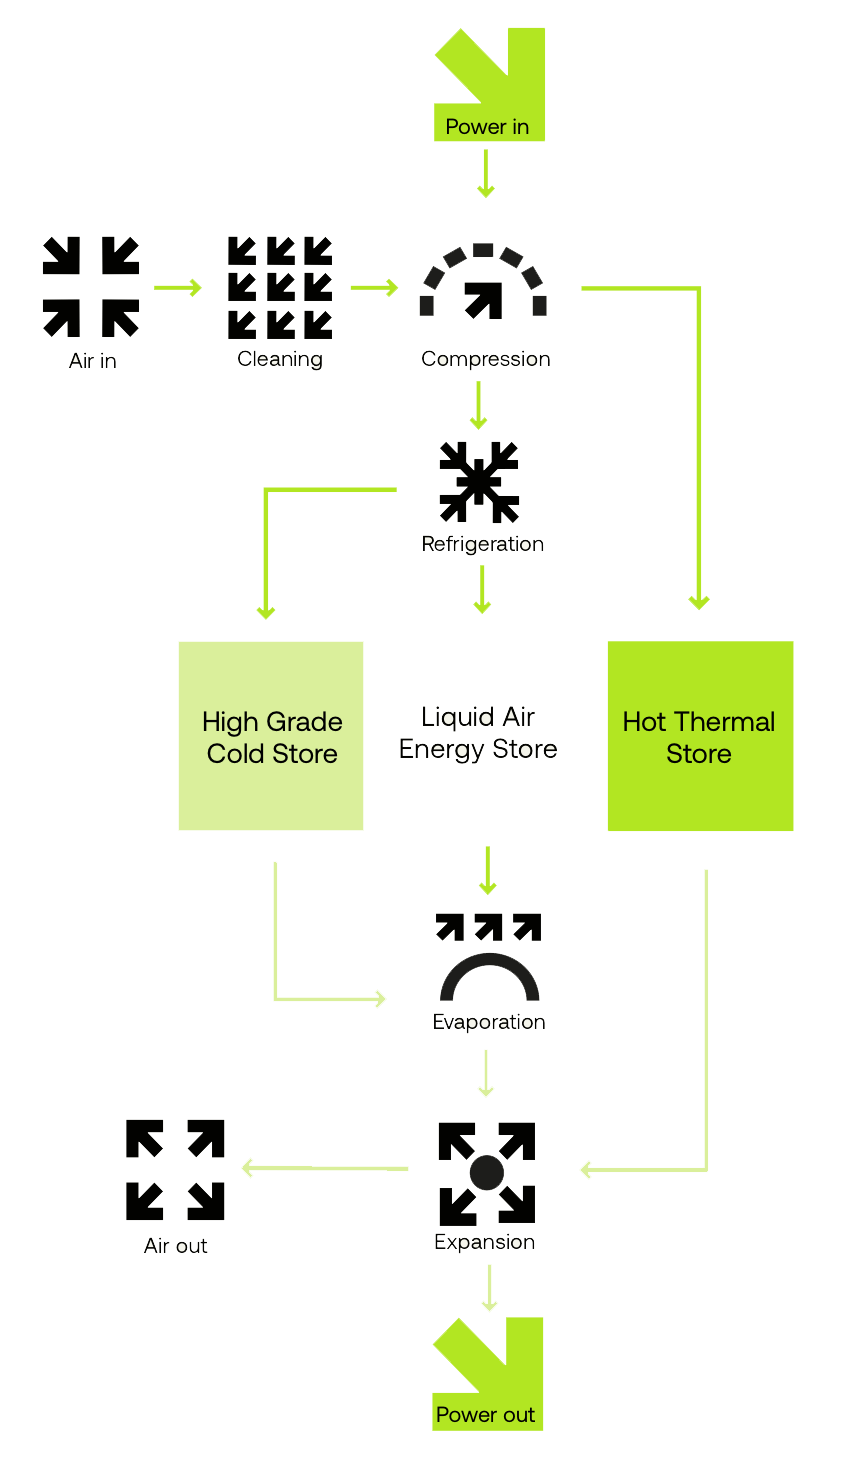 Power in
Air in
Cleaning
Compression
Refrigeration
High Grade
Cold Store
Liquid Air
Energy Store
Hot Thermal
Store
Evaporation
Air out
Expansion
Power out